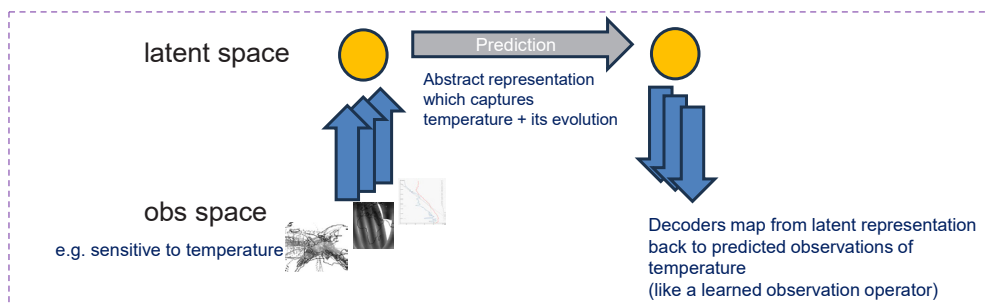 latent space
Prediction
Abstract representation
which captures
temperature + its evolution
obs space
e.g. sensitive to temperature
Decoders map from latent representation
back to predicted observations of
temperature
(like a learned observation operator)